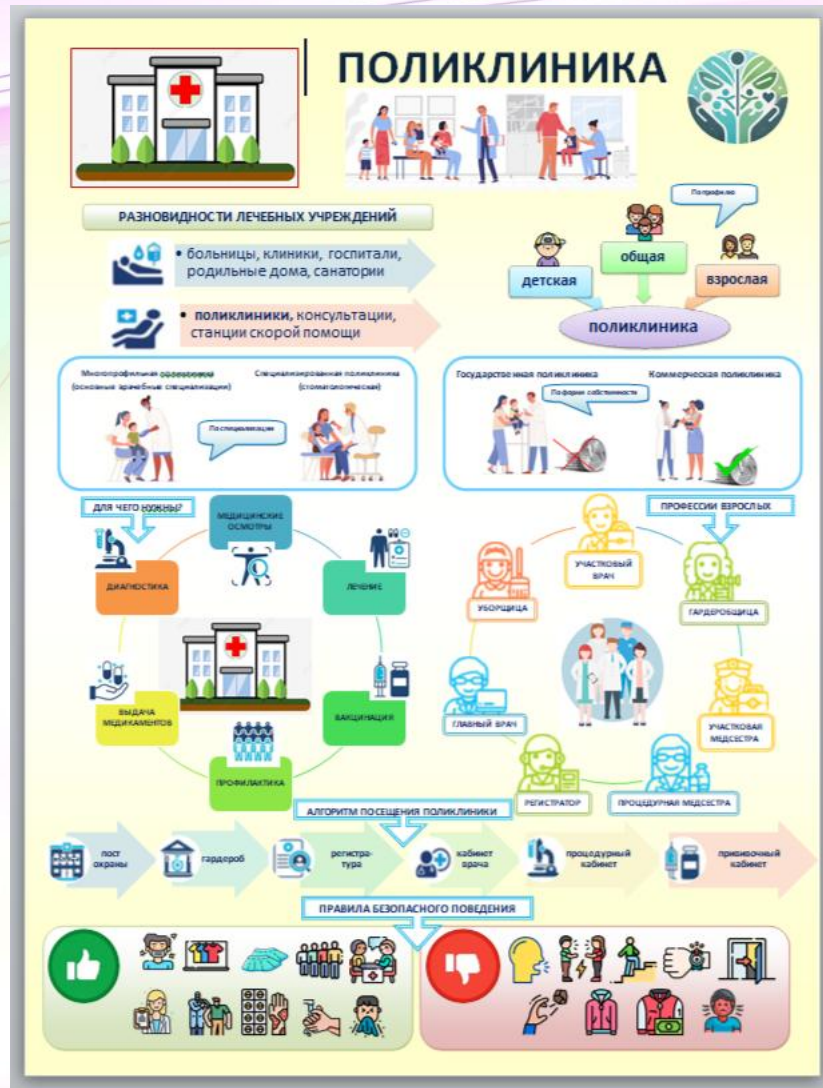 ПОЛИКЛИНИКА
РАЗНОВИДНОСТИ ЛЕЧЕБНЫХ УЧРЕЖДЕНИЙ
• больницы, клиники, госпитали,
родильные дома, санатории
• поликлиники, консультации,
станции скорой помощи
По профилю
детская
общая
взрослая
поликлиника
Многопрофильная поликлиника
(основные врачебные специализации)
Специализированная поликлиника
(стоматологическая)
По специализации
Государственная поликлиника
Коммерческая поликлиника
По форме собственности
ДЛЯ ЧЕГО НУЖНЫ?
МЕДИЦИНСКИЕ
ОСМОТРЫ
ДИАГНОСТИКА
ЛЕЧЕНИЕ
ВЫДАЧА
МЕДИКАМЕНТОВ
ВАКЦИНАЦИЯ
ПРОФИЛАКТИКА
ПРОФЕССИИ ВЗРОСЛЫХ
УЧАСТКОВЫЙ
ВРАЧ
УБОРЩИЦА
ГАРДЕРОБЩИЦА
ГЛАВНЫЙ ВРАЧ
УЧАСТКОВАЯ
МЕДСЕСТРА
РЕГИСТРАТОР
ПРОЦЕДУРНАЯ МЕДСЕСТРА
АЛГОРИТМ ПОСЕЩЕНИЯ ПОЛИКЛИНИКИ
пост
охраны
гардероб
регистра-
тура
кабинет
врача
процедурный
кабинет
прививочный
кабинет
ПРАВИЛА БЕЗОПАСНОГО ПОВЕДЕНИЯ